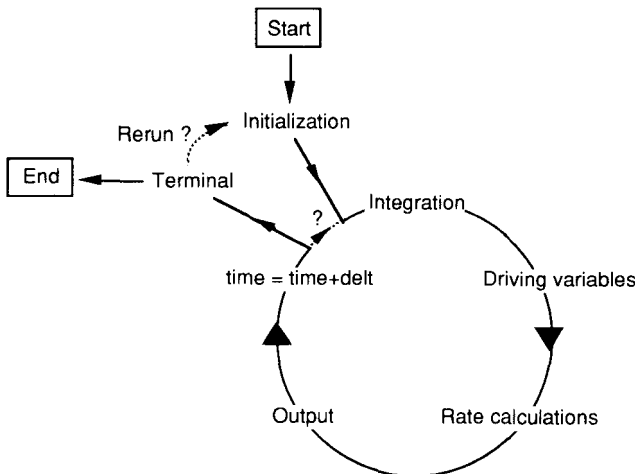 Start
Initialization
Rerun ?
End
Terminal
Integration
?
time = time+delt
Driving variables
Output
Rate calculations